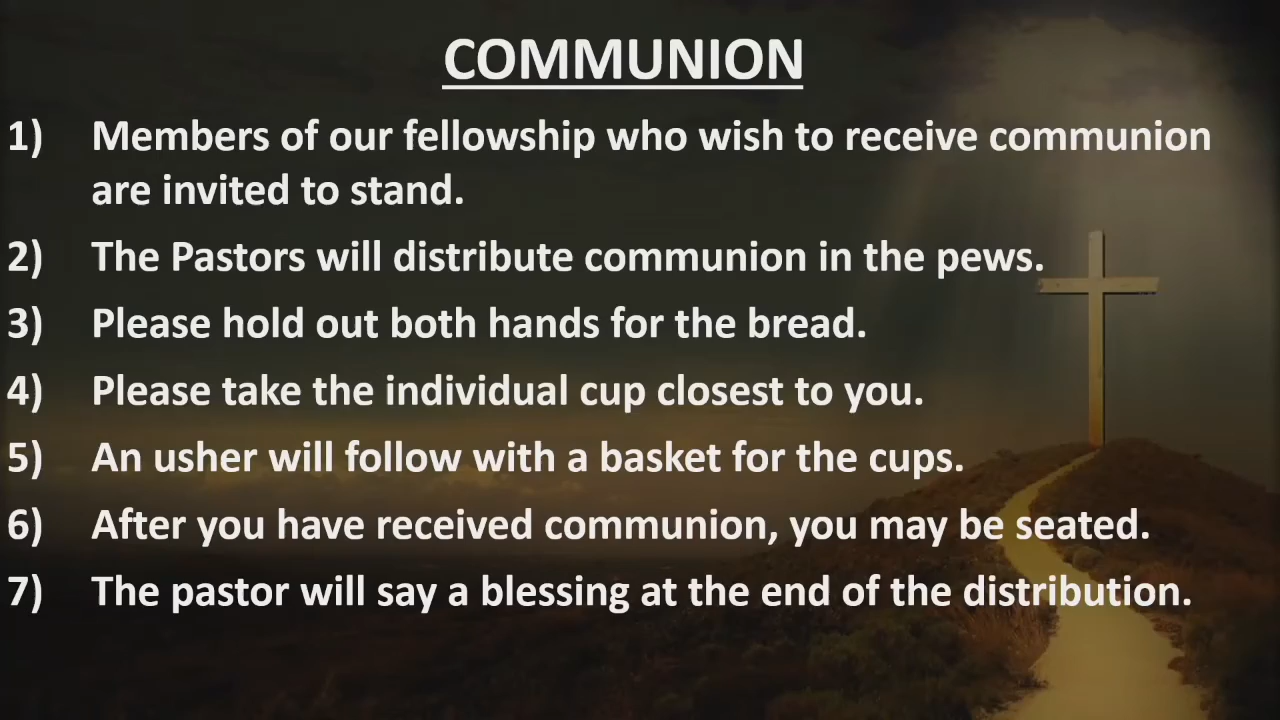 COMMUNION
1) Members of our fellowship who wish to receive communion
are invited to stand.
2) The Pastors will distribute communion in the pews.
3) Please hold out both hands for the bread.
4) Please take the individual cup closest to you.
5) An usher will follow with a basket for the cups.
6) After you have received communion, you may be seated.
7) The pastor will say a blessing at the end of the distribution.